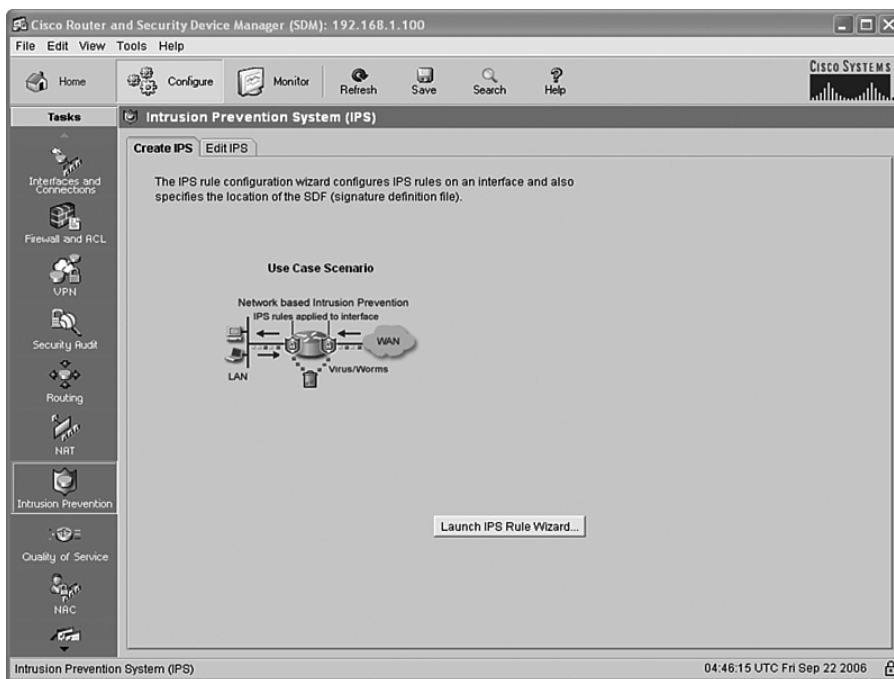 Cisco Router and Security Device Manager (SDM): 192.168.1.100
File Edit View Tools Help
Home Configure Monitor Refresh Save Search Help
CISCO SYSTEMS
Tasks
Intrusion Prevention System (IPS)
Create IPS Edit IPS
The IPS rule configuration wizard configures IPS rules on an interface and also
specifies the location of the SDF (signature definition file).
Use Case Scenario
Network based Intrusion Prevention
IPS rules applied to interface
WAN
LAN
Virus/Worms
Launch IPS Rule Wizard...
Interfaces and
Connections
Firewall and ACL
VPN
Security Audit
Routing
NAT
Intrusion Prevention
Quality of Service
NAC
Intrusion Prevention System (IPS)
04:46:15 UTC Fri Sep 22 2006